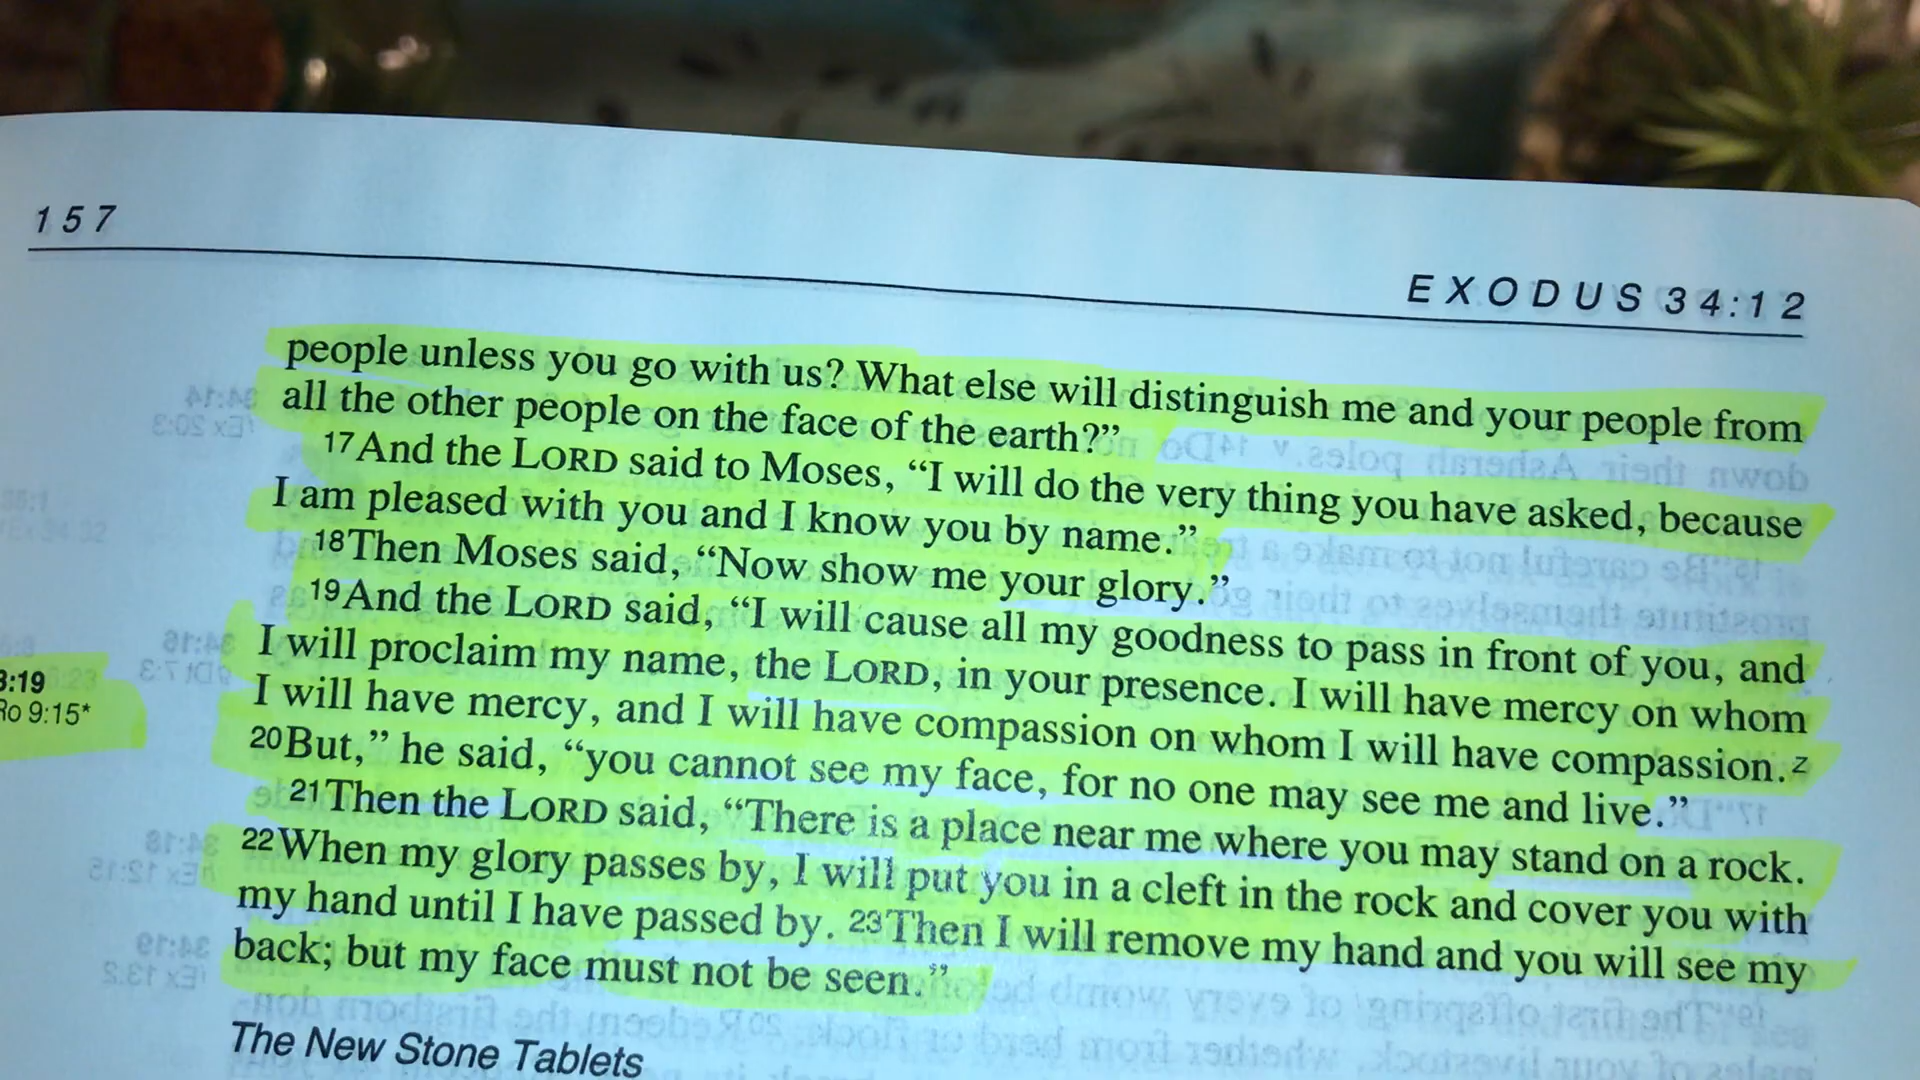 157
EXODUS 34:12
people unless you go with us? What else will distinguish me and your people from
all the other people on the face of the earth?”
17And the LORD said to Moses, “I will do the very thing you have asked, because
I am pleased with you and I know you by name.”
18Then Moses said, “Now show me your glory.”
19And the LORD said, “I will cause all my goodness to pass in front of you, and
I will proclaim my name, the LORD, in your presence. I will have mercy on whom
I will have mercy, and I will have compassion on whom I will have compassion.z
20But,” he said, “you cannot see my face, for no one may see me and live.”
21Then the LORD said, “There is a place near me where you may stand on a rock.
22When my glory passes by, I will put you in a cleft in the rock and cover you with
my hand until I have passed by. 23Then I will remove my hand and you will see my
back; but my face must not be seen.”
The New Stone Tablets
3:19
Ro 9:15*